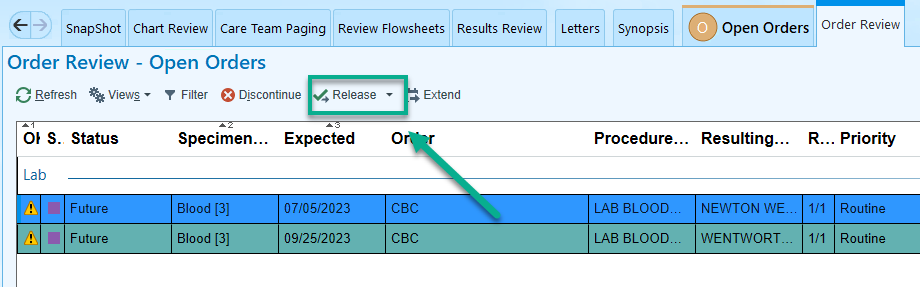 SnapShot Chart Review Care Team Paging Review Flowsheets Results Review Letters Synopsis O Open Orders Order Review
Order Review - Open Orders
Refresh Views Filter Discontinue Release Extend
1 2 3
S.. Status Specimen... Expected Order Procedure... Resulting... R... Priority
Lab
Future Blood [3] 07/05/2023 CBC LAB BLOOD... NEWTON WE... 1/1 Routine
Future Blood [3] 09/25/2023 CBC LAB BLOOD... WENTWORT... 1/1 Routine